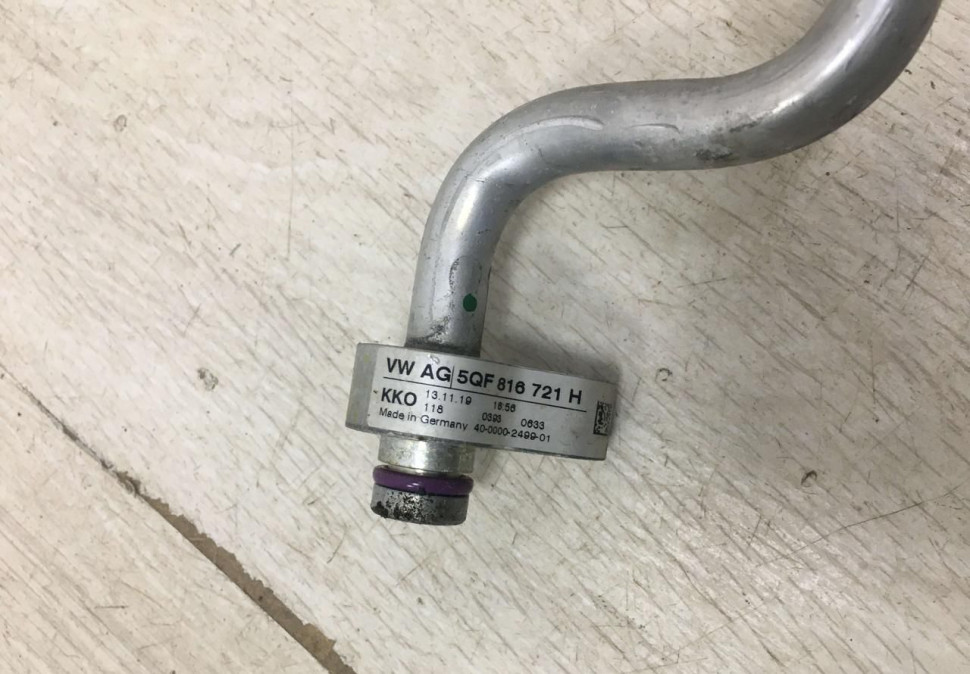 VW AG 5QF 816 721 H
KKO 13.11.19 16:56
118 0393 0633
Made in Germany 40-0000-2499-01